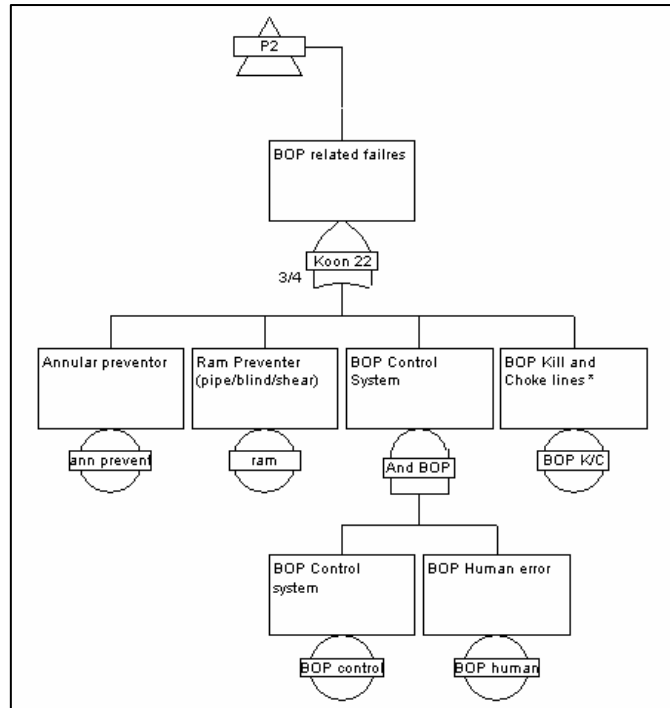 P2
BOP related failres
Koon 22
3/4
Annular preventor
Ram Preventer
(pipe/blind/shear)
BOP Control
System
BOP Kill and
Choke lines *
ann prevent
ram
And BOP
BOP K/C
BOP Control
system
BOP Human error
BOP control
BOP human